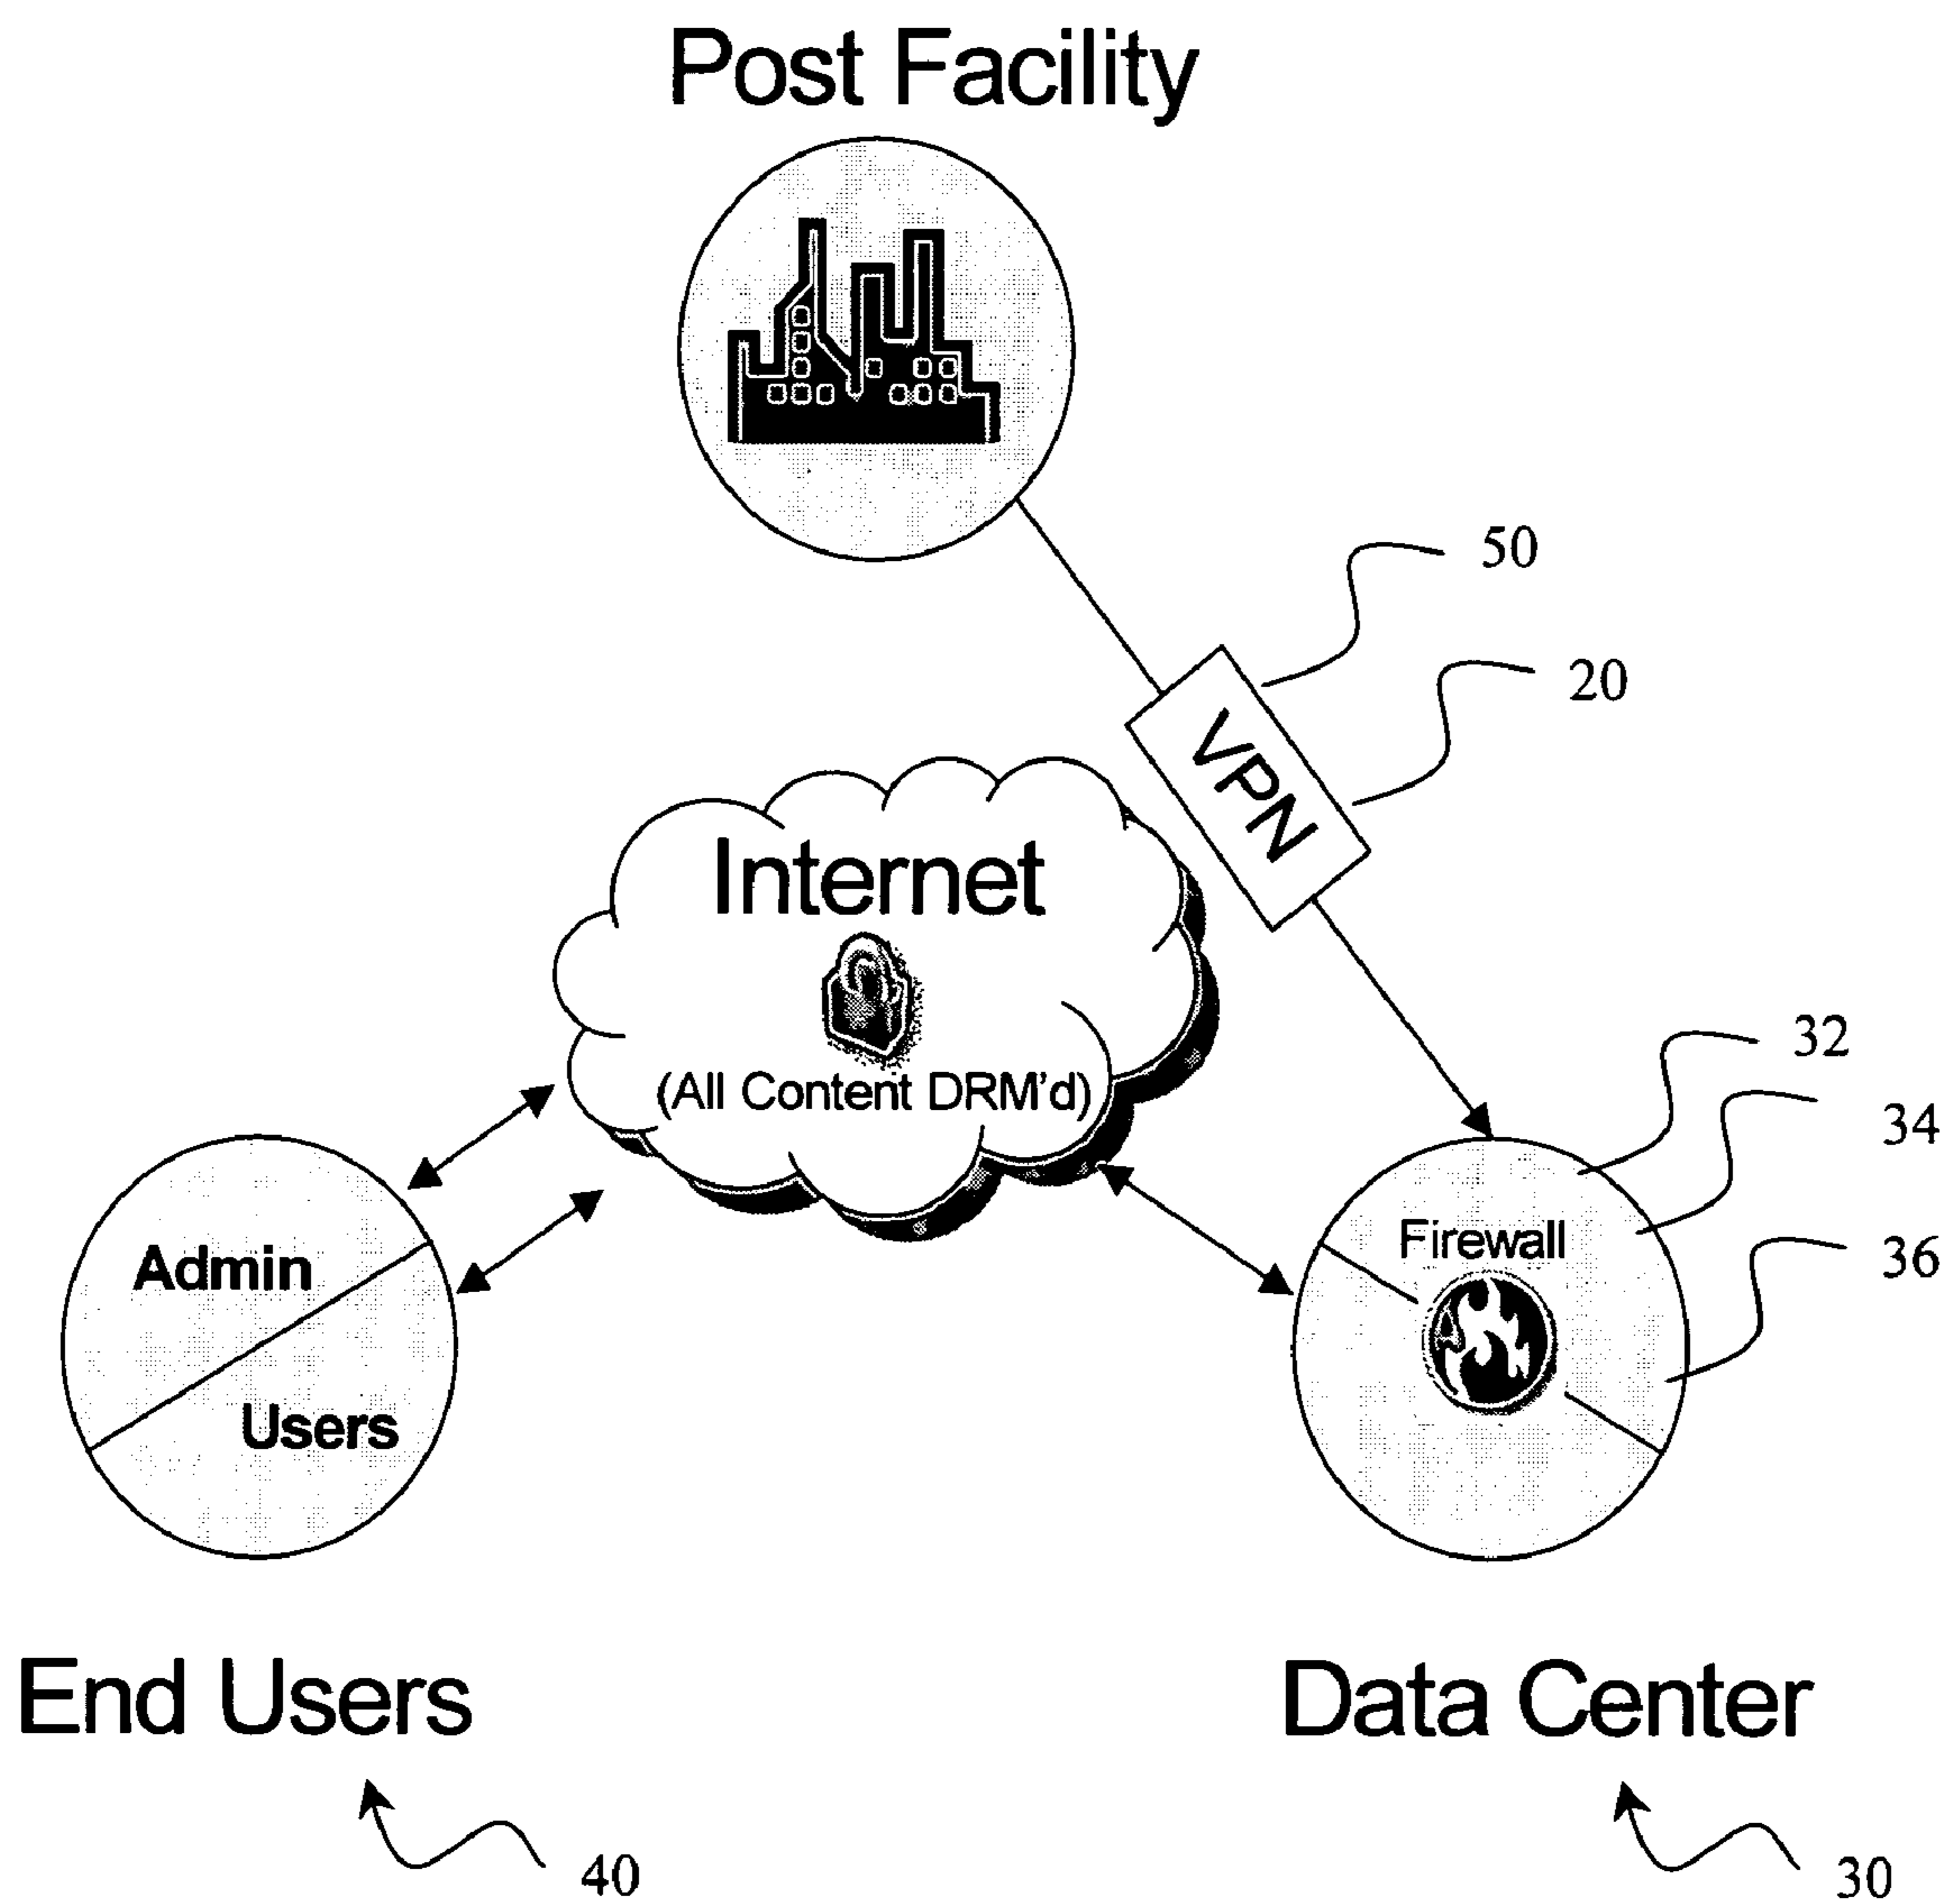 Post Facility
50
20
VPN
Internet
(All Content DRM'd)
32
34
36
Firewall
Admin
Users
End Users
Data Center
40
30